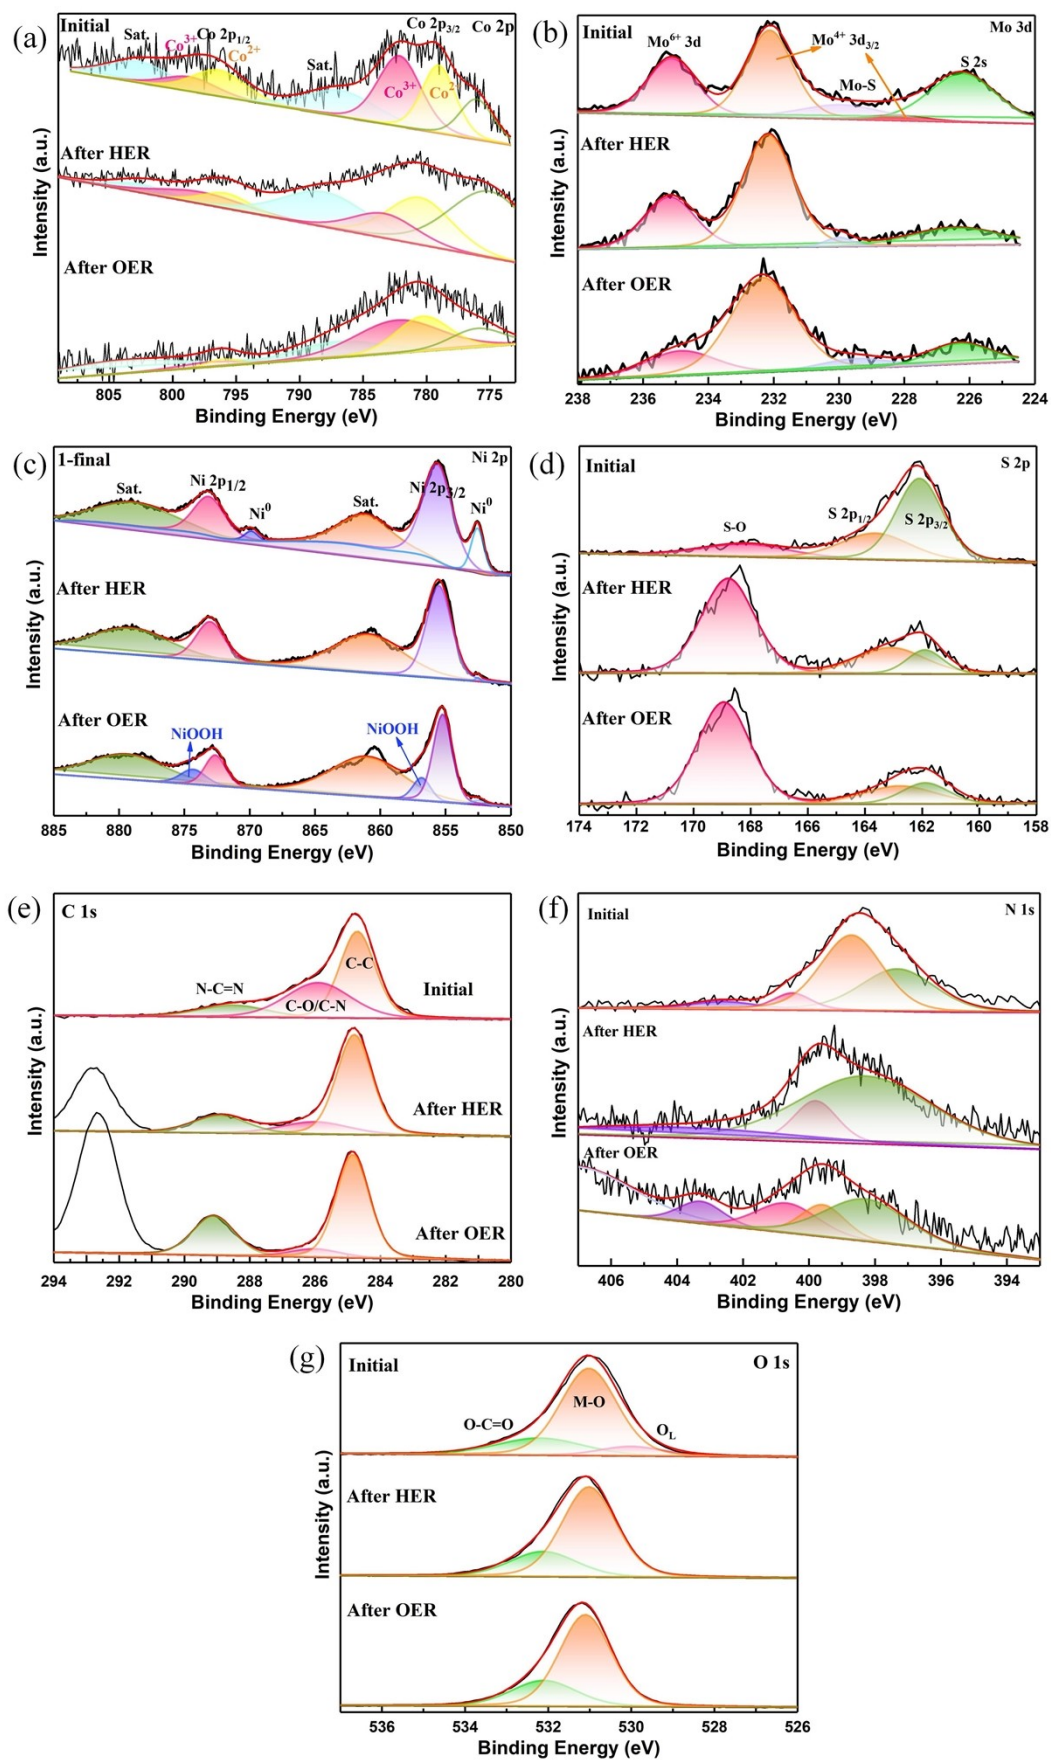 (a)
Initial
Sat.
Co³⁺
Co 2p₁/₂
Co²⁺
Sat.
Co 2p₃/₂
Co 2p
Co³⁺
Co²
After HER
After OER
Intensity (a.u.)
805 800 795 790 785 780 775
Binding Energy (eV)
(b)
Initial
Mo 3d
Mo⁶⁺ 3d
Mo⁴⁺ 3d₃/₂
Mo-S
S 2s
After HER
After OER
Intensity (a.u.)
238 236 234 232 230 228 226 224
Binding Energy (eV)
(c)
1-final
Ni 2p
Sat.
Ni 2p₁/₂
Ni⁰
Sat.
Ni 2p₃/₂
Ni⁰
After HER
After OER
NiOOH
NiOOH
Intensity (a.u.)
885 880 875 870 865 860 855 850
Binding Energy (eV)
(d)
Initial
S 2p
S-O
S 2p₁/₂
S 2p₃/₂
After HER
After OER
Intensity (a.u.)
174 172 170 168 166 164 162 160 158
Binding Energy (eV)
(e)
C 1s
N-C=N
C-O/C-N
C-C
Initial
After HER
After OER
Intensity (a.u.)
294 292 290 288 286 284 282 280
Binding Energy (eV)
(f)
Initial
N 1s
After HER
After OER
Intensity (a.u.)
406 404 402 400 398 396 394
Binding Energy (eV)
(g)
Initial
O 1s
O-C=O
M-O
O_L
After HER
After OER
Intensity (a.u.)
536 534 532 530 528 526
Binding Energy (eV)